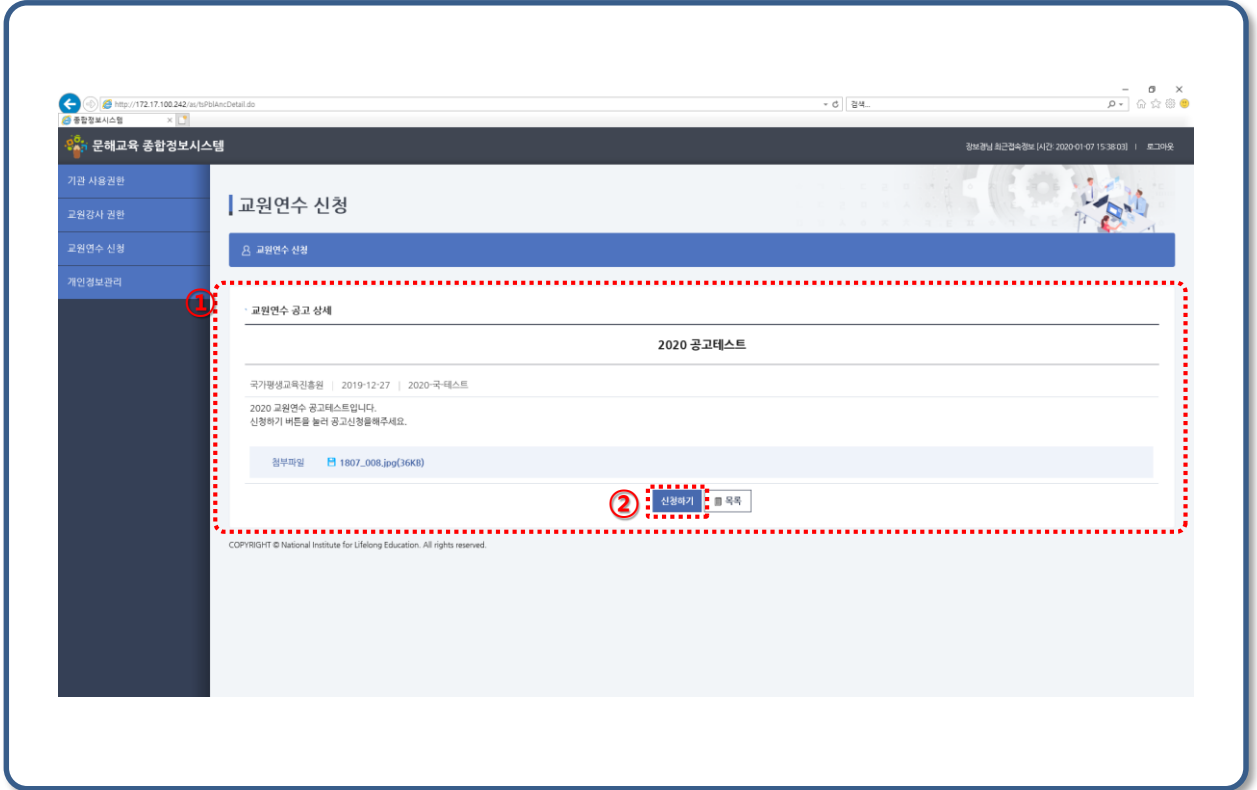 http://172.17.100.242/as/tsPblAncDetail.do
검색...
종합정보시스템
문해교육 종합정보시스템
장보경님 최근접속정보 [시간: 2020-01-07 15:38:03] | 로그아웃
기관 사용권한
교원강사 권한
교원연수 신청
개인정보관리
교원연수 신청
교원연수 신청
①
· 교원연수 공고 상세
2020 공고테스트
국가평생교육진흥원 | 2019-12-27 | 2020-국-테스트
2020 교원연수 공고테스트입니다.
신청하기 버튼을 눌러 공고신청을해주세요.
첨부파일 1807_008.jpg(36KB)
② 신청하기 목록
COPYRIGHT © National Institute for Lifelong Education. All rights reserved.